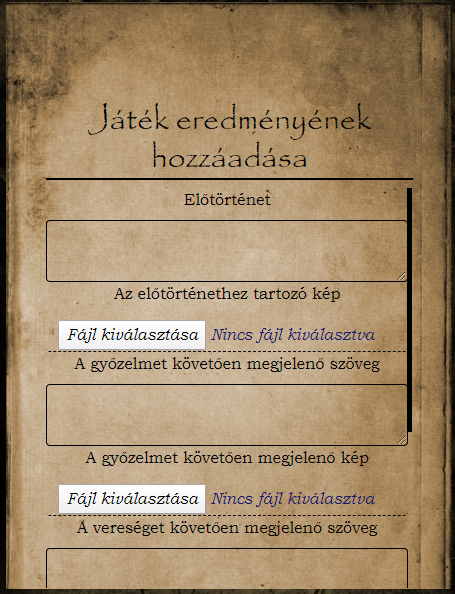 Játék eredményének
hozzáadása
Előtörténet
Az előtörténethez tartozó kép
Fájl kiválasztása Nincs fájl kiválasztva
A győzelmet követően megjelenő szöveg
A győzelmet követően megjelenő kép
Fájl kiválasztása Nincs fájl kiválasztva
A vereséget követően megjelenő szöveg